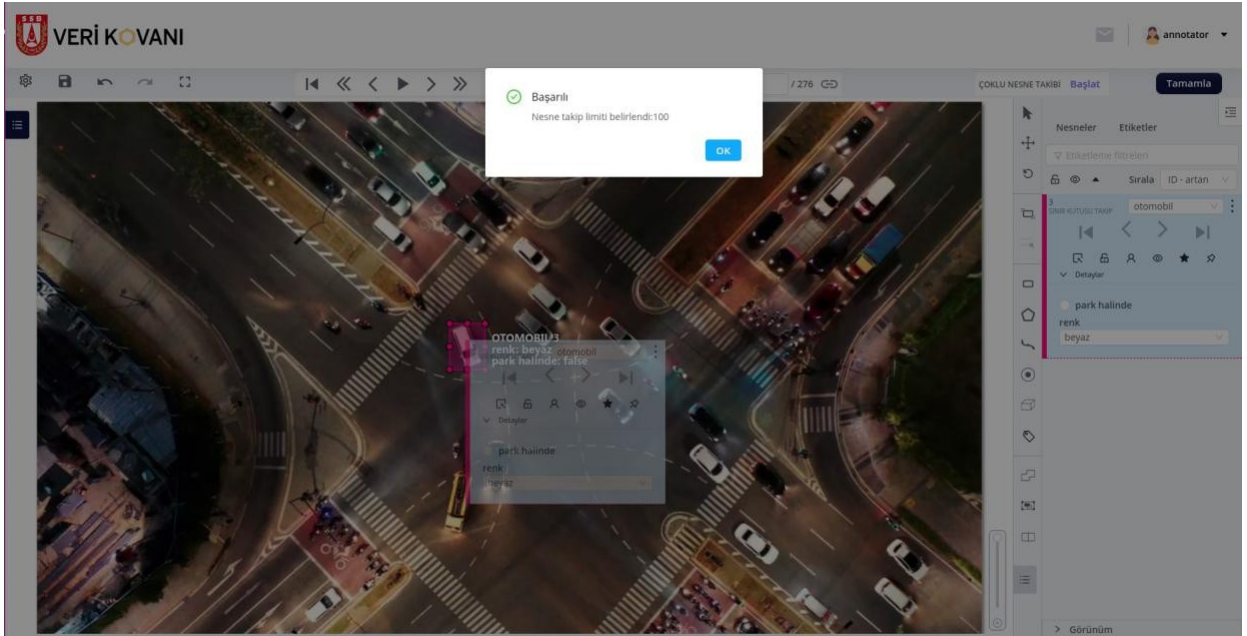 SSB
VERİ KOVANI
annotator
/ 276
ÇOKLU NESNE TAKİBİ Başlat
Tamamla
Başarılı
Nesne takip limiti belirlendi:100
OK
Nesneler Etiketler
Etiketleme filtreleri
Sırala ID - artan
3
SINIR KUTUSU TAKİP
otomobil
Detaylar
park halinde
renk
beyaz
OTOMOBIL 3
renk: beyaz otomobil
park halinde: false
Detaylar
park halinde
renk
beyaz
Görünüm